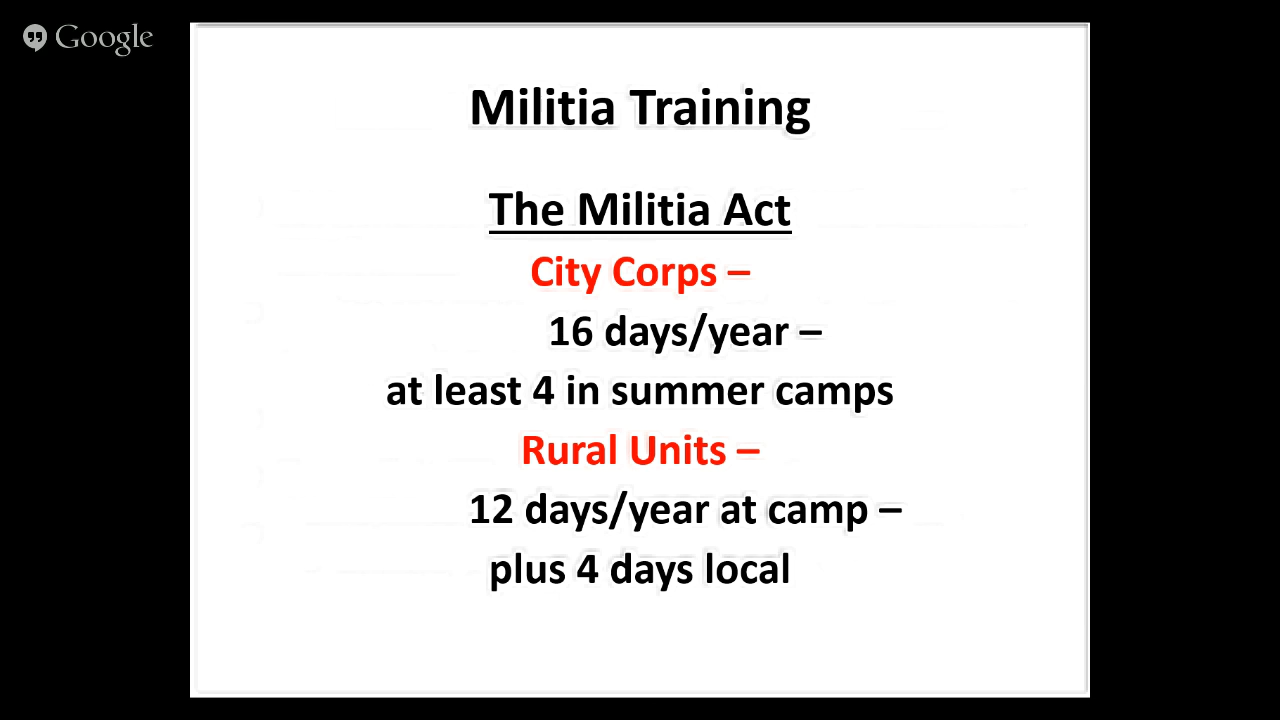 Google
Militia Training
The Militia Act
City Corps –
16 days/year –
at least 4 in summer camps
Rural Units –
12 days/year at camp –
plus 4 days local